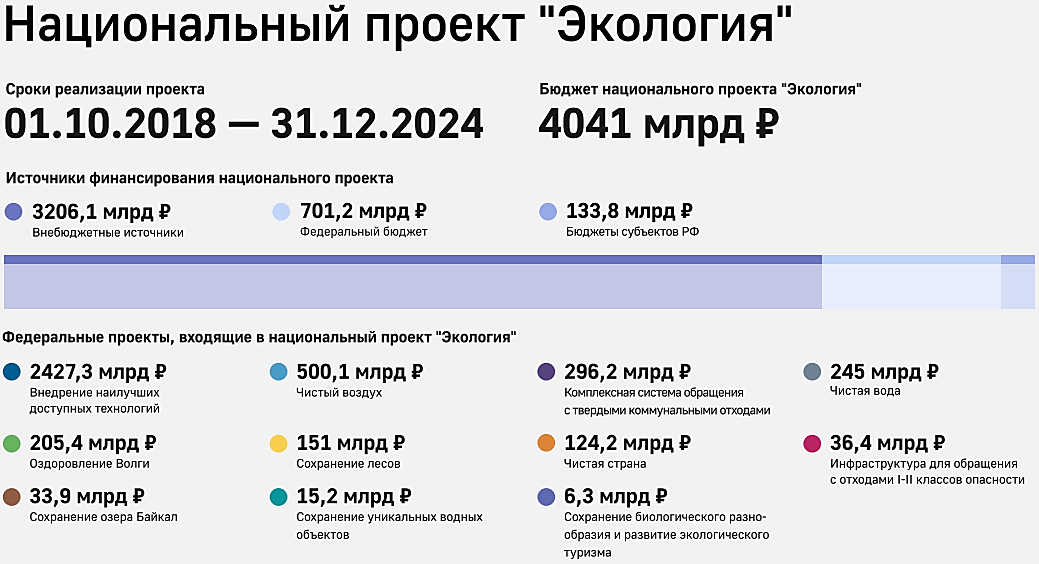 Национальный проект "Экология"
Сроки реализации проекта
01.10.2018 — 31.12.2024
Бюджет национального проекта "Экология"
4041 млрд ₽
Источники финансирования национального проекта
3206,1 млрд ₽
Внебюджетные источники
701,2 млрд ₽
Федеральный бюджет
133,8 млрд ₽
Бюджеты субъектов РФ
Федеральные проекты, входящие в национальный проект "Экология"
2427,3 млрд ₽
Внедрение наилучших
доступных технологий
500,1 млрд ₽
Чистый воздух
296,2 млрд ₽
Комплексная система обращения
с твердыми коммунальными отходами
245 млрд ₽
Чистая вода
205,4 млрд ₽
Оздоровление Волги
151 млрд ₽
Сохранение лесов
124,2 млрд ₽
Чистая страна
36,4 млрд ₽
Инфраструктура для обращения
с отходами I-II классов опасности
33,9 млрд ₽
Сохранение озера Байкал
15,2 млрд ₽
Сохранение уникальных водных
объектов
6,3 млрд ₽
Сохранение биологического разно-
образия и развитие экологического
туризма